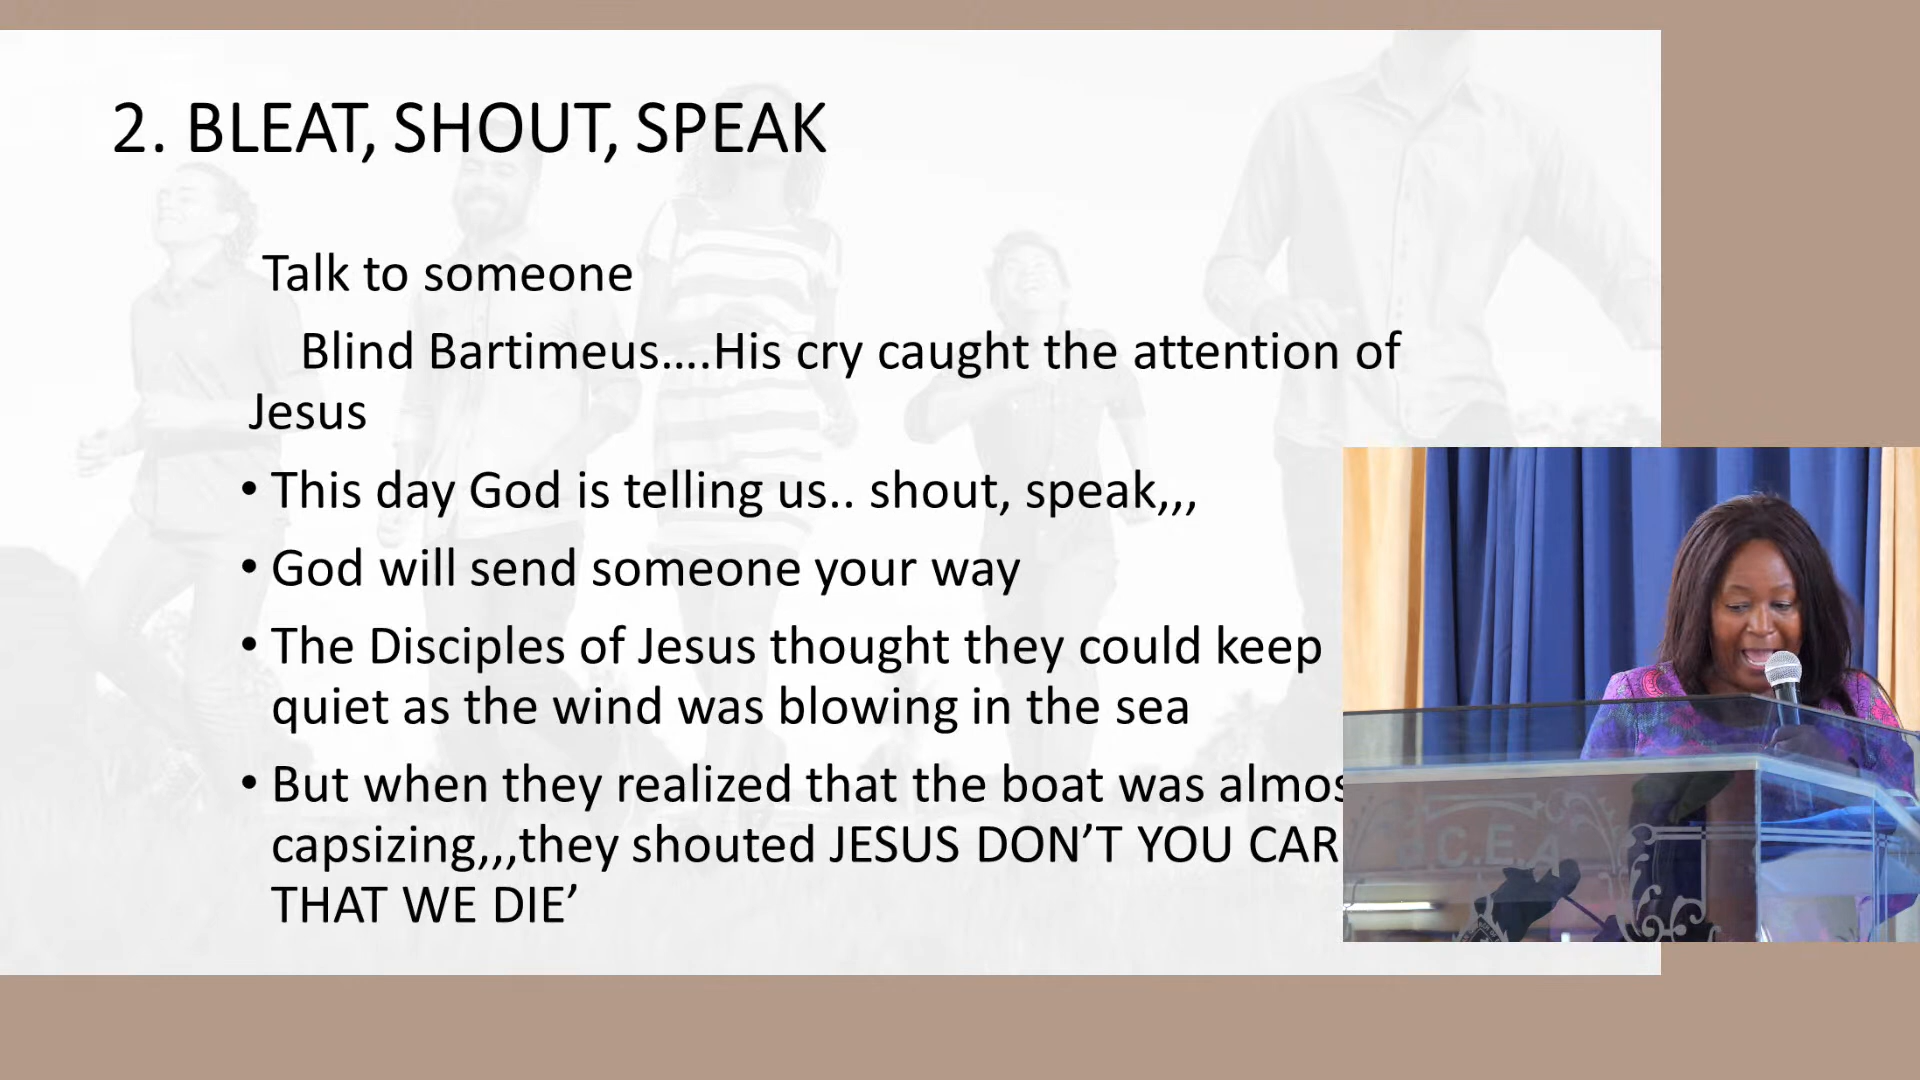 2. BLEAT, SHOUT, SPEAK
Talk to someone
Blind Bartimeus....His cry caught the attention of
Jesus
• This day God is telling us.. shout, speak,,,
• God will send someone your way
• The Disciples of Jesus thought they could keep
quiet as the wind was blowing in the sea
• But when they realized that the boat was almos
capsizing,,,they shouted JESUS DON’T YOU CAR
THAT WE DIE’
.C.E.A